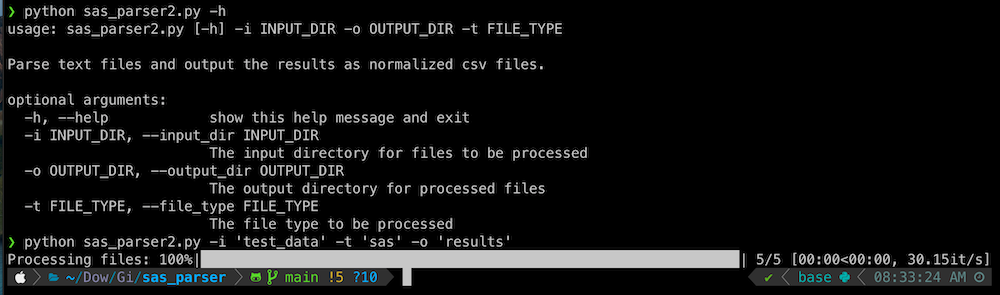 ❯ python sas_parser2.py -h
usage: sas_parser2.py [-h] -i INPUT_DIR -o OUTPUT_DIR -t FILE_TYPE
Parse text files and output the results as normalized csv files.
optional arguments:
-h, --help show this help message and exit
-i INPUT_DIR, --input_dir INPUT_DIR
The input directory for files to be processed
-o OUTPUT_DIR, --output_dir OUTPUT_DIR
The output directory for processed files
-t FILE_TYPE, --file_type FILE_TYPE
The file type to be processed
❯ python sas_parser2.py -i 'test_data' -t 'sas' -o 'results'
Processing files: 100%| | 5/5 [00:00<00:00, 30.15it/s]
~/Dow/Gi/sas_parser main !5 ?10 ✔ base 08:33:24 AM